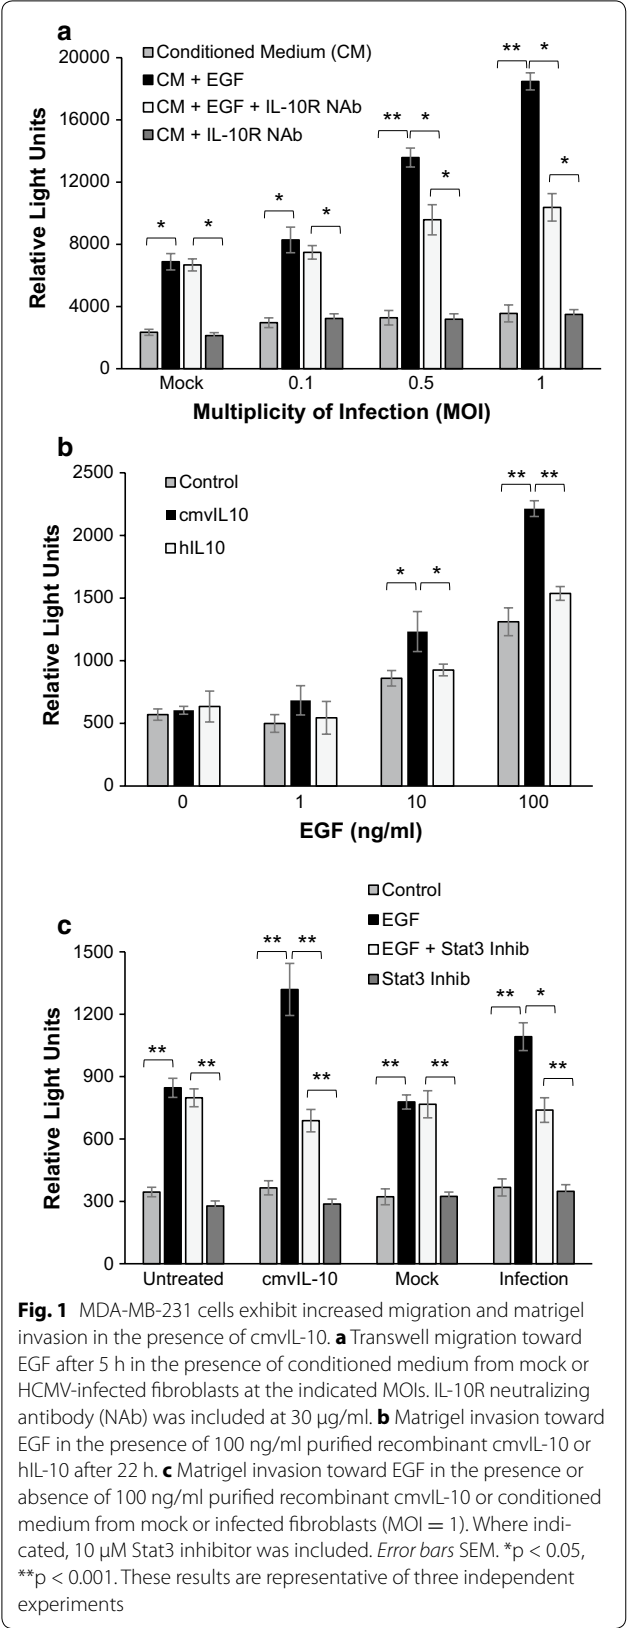 a
Conditioned Medium (CM)
CM + EGF
CM + EGF + IL-10R NAb
CM + IL-10R NAb
Relative Light Units
20000
16000
12000
8000
4000
0
* *
* *
** * *
** * *
Mock 0.1 0.5 1
Multiplicity of Infection (MOI)
b
Control
cmvIL10
hIL10
Relative Light Units
2500
2000
1500
1000
500
0
* *
** **
0 1 10 100
EGF (ng/ml)
Control
EGF
EGF + Stat3 Inhib
Stat3 Inhib
c
Relative Light Units
1500
1200
900
600
300
0
** **
** ** **
** **
** * **
Untreated cmvIL-10 Mock Infection
Fig. 1 MDA-MB-231 cells exhibit increased migration and matrigel
invasion in the presence of cmvIL-10. a Transwell migration toward
EGF after 5 h in the presence of conditioned medium from mock or
HCMV-infected fibroblasts at the indicated MOIs. IL-10R neutralizing
antibody (NAb) was included at 30 μg/ml. b Matrigel invasion toward
EGF in the presence of 100 ng/ml purified recombinant cmvIL-10 or
hIL-10 after 22 h. c Matrigel invasion toward EGF in the presence or
absence of 100 ng/ml purified recombinant cmvIL-10 or conditioned
medium from mock or infected fibroblasts (MOI = 1). Where indi-
cated, 10 μM Stat3 inhibitor was included. Error bars SEM. *p < 0.05,
**p < 0.001. These results are representative of three independent
experiments